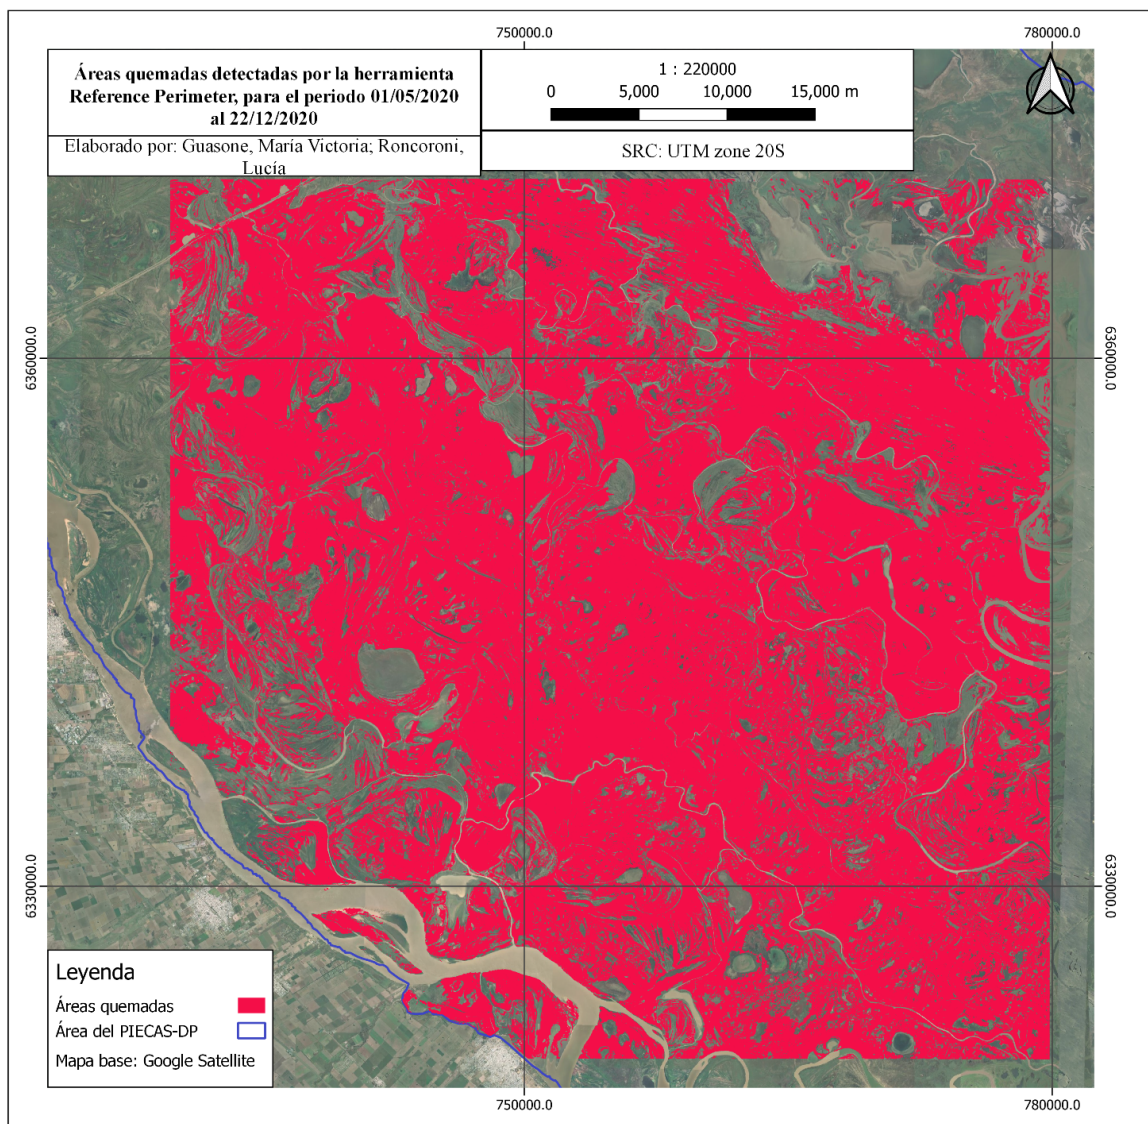 750000.0
780000.0
Áreas quemadas detectadas por la herramienta
Reference Perimeter, para el periodo 01/05/2020
al 22/12/2020
Elaborado por: Guasone, María Victoria; Roncoroni,
Lucía
1 : 220000
0
5,000
10,000
15,000 m
SRC: UTM zone 20S
6360000.0
6360000.0
6330000.0
6330000.0
Leyenda
Áreas quemadas
Área del PIECAS-DP
Mapa base: Google Satellite
750000.0
780000.0